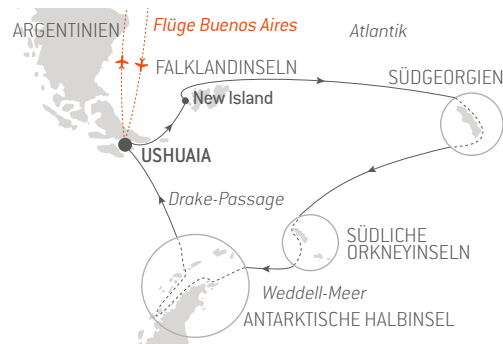 Flüge Buenos Aires
ARGENTINIEN
Atlantik
FALKLANDINSELN
SÜDGEORGIEN
New Island
USHUAIA
Drake-Passage
SÜDLICHE
ORKNEYINSELN
Weddell-Meer
ANTARKTISCHE HALBINSEL